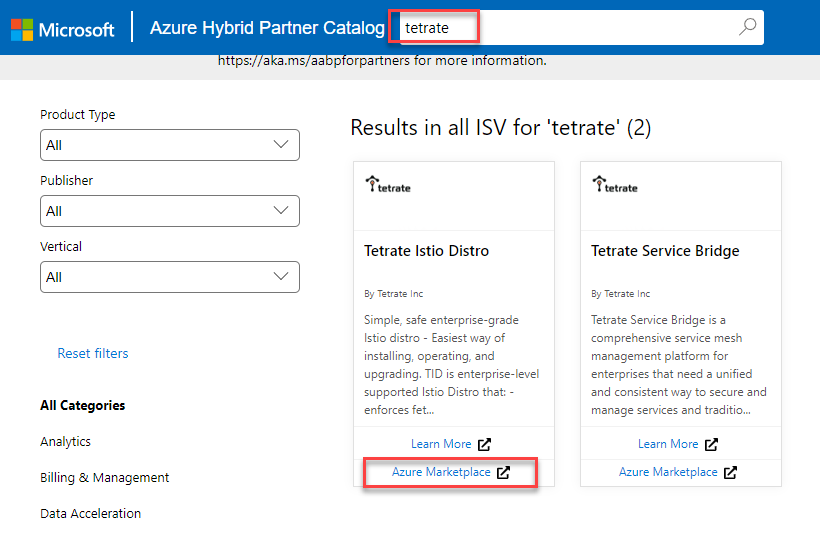 Microsoft
Azure Hybrid Partner Catalog
tetrate
https://aka.ms/aabpforpartners for more information.
Product Type
All
Publisher
All
Vertical
All
Reset filters
All Categories
Analytics
Billing & Management
Data Acceleration
Results in all ISV for 'tetrate' (2)
tetrate
Tetrate Istio Distro
By Tetrate Inc
Simple, safe enterprise-grade
Istio distro - Easiest way of
installing, operating, and
upgrading. TID is enterprise-level
supported Istio Distro that: -
enforces fet...
Learn More
Azure Marketplace
tetrate
Tetrate Service Bridge
By Tetrate Inc
Tetrate Service Bridge is a
comprehensive service mesh
management platform for
enterprises that need a unified
and consistent way to secure and
manage services and traditio...
Learn More
Azure Marketplace